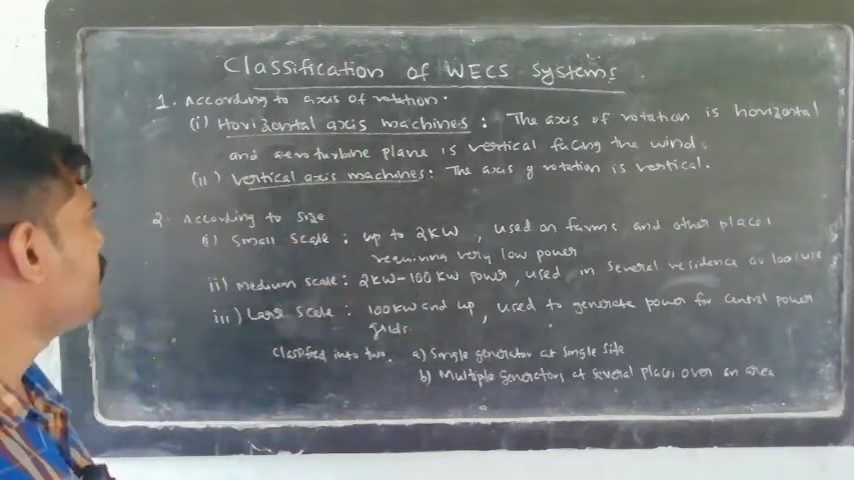 Classification of WECS Systems
1. According to axis of rotation.
(i) Horizontal axis machines : The axis of rotation is horizontal
and aeroturbine plane is vertical facing the wind.
(ii) Vertical axis machines : The axis of rotation is vertical.
2. According to size
(i) Small scale : up to 2KW , used on farms and other places
requiring very low power
ii) Medium scale : 2KW-100KW power, used in several residence or local use
iii) Large scale : 100KW and up, used to generate power for central power
grids.
Classified into two. a) Single generator at single site
b) Multiple generators at several places over an area